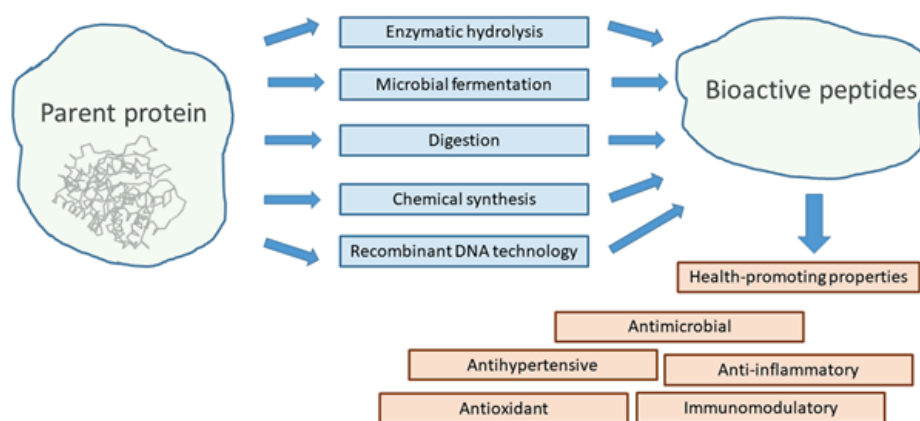 Parent protein
Enzymatic hydrolysis
Microbial fermentation
Digestion
Chemical synthesis
Recombinant DNA technology
Bioactive peptides
Health-promoting properties
Antimicrobial
Antihypertensive
Anti-inflammatory
Antioxidant
Immunomodulatory